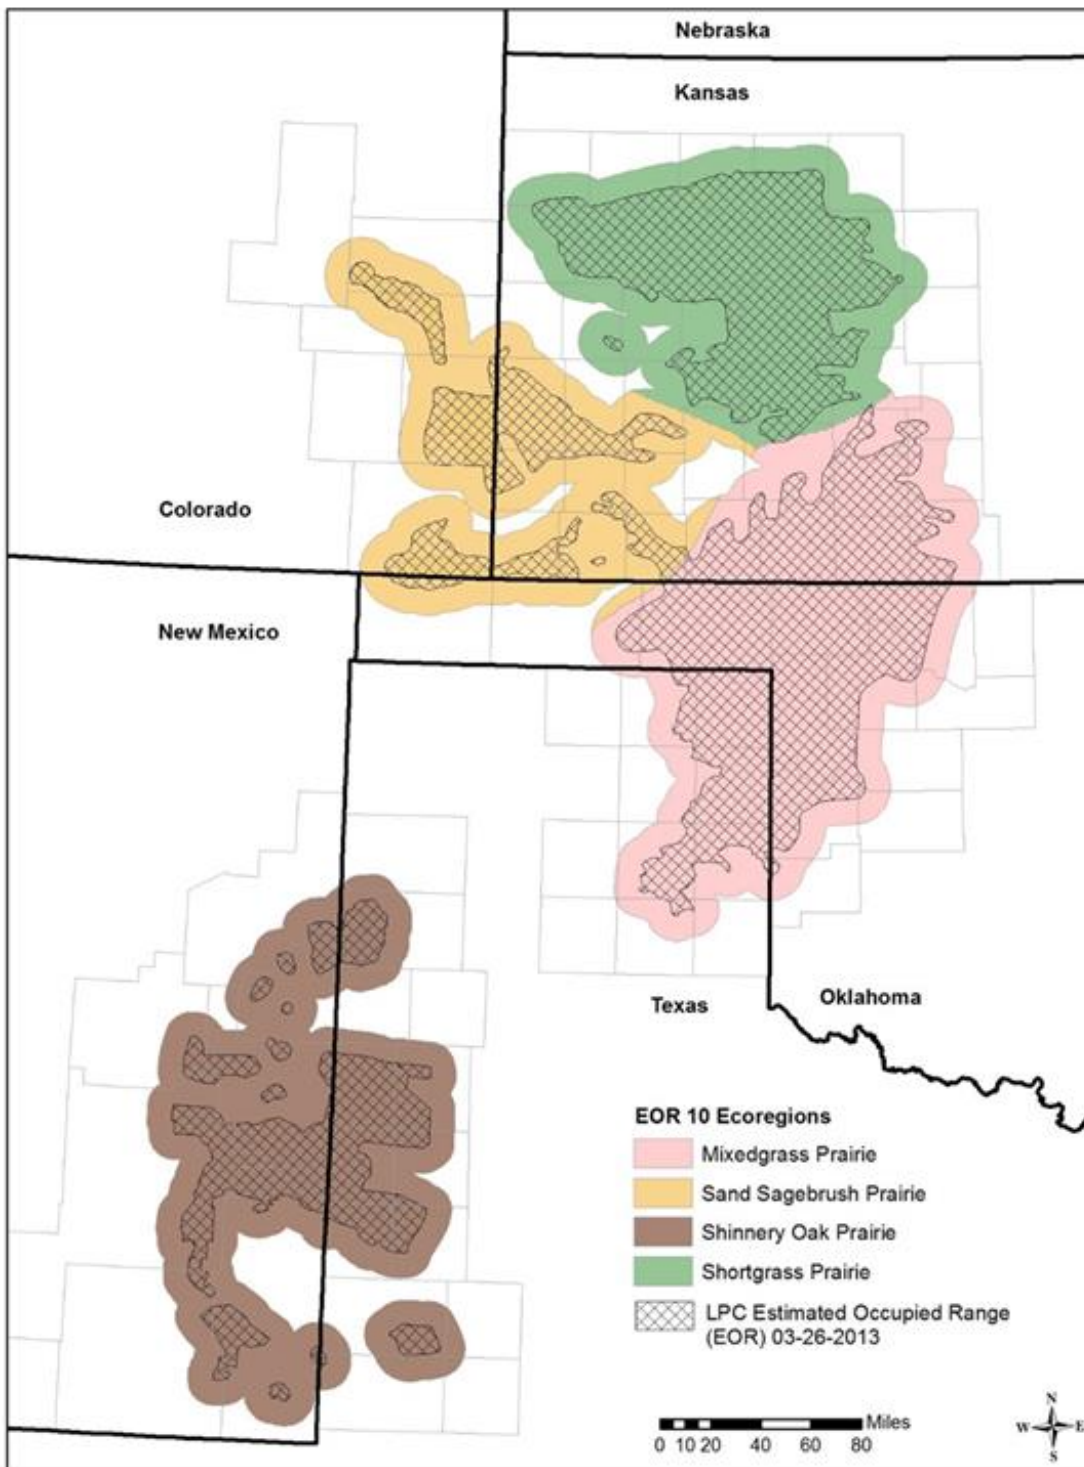 Nebraska
Kansas
Colorado
New Mexico
Texas
Oklahoma
EOR 10 Ecoregions
Mixedgrass Prairie
Sand Sagebrush Prairie
Shinnery Oak Prairie
Shortgrass Prairie
LPC Estimated Occupied Range
(EOR) 03-26-2013
Miles
0 10 20 40 60 80
N
W E
S